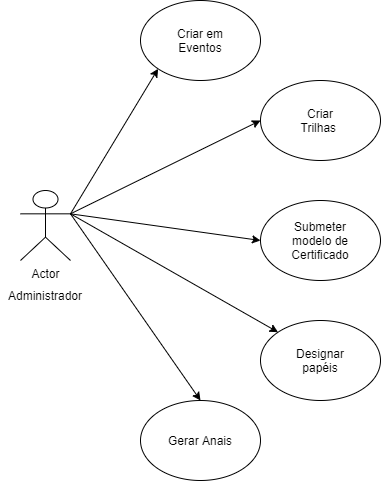 Criar em
Eventos
Criar
Trilhas
Submeter
modelo de
Certificado
Actor
Administrador
Designar
papéis
Gerar Anais